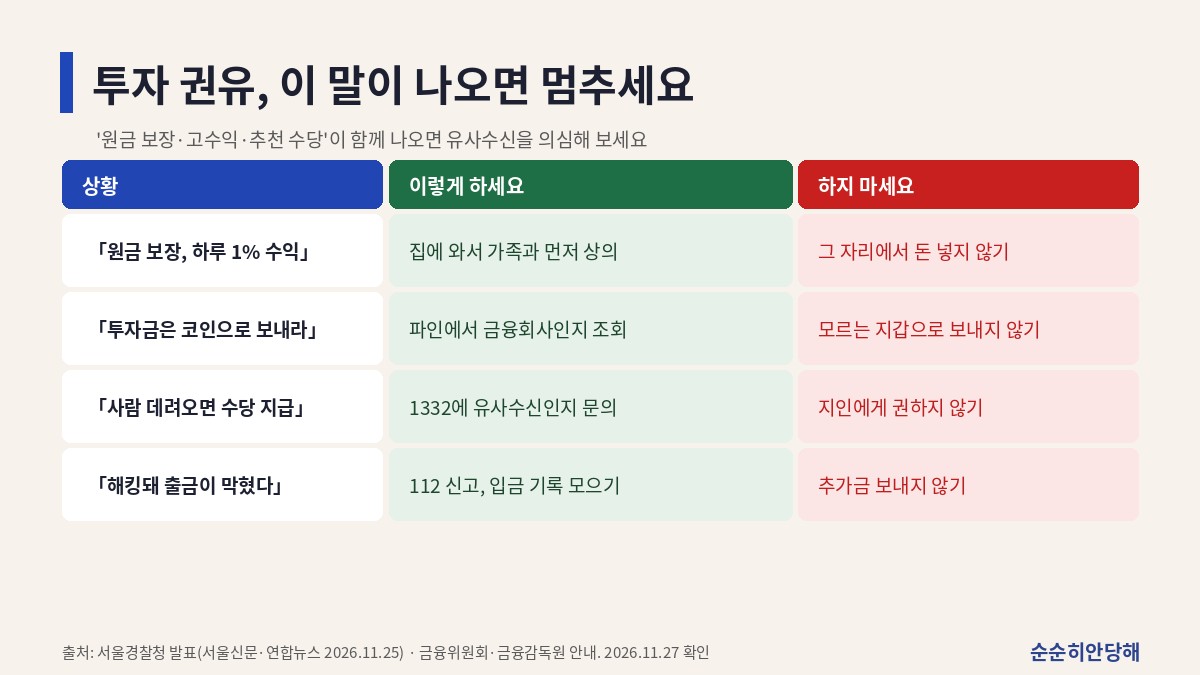 투자 권유, 이 말이 나오면 멈추세요
'원금 보장·고수익·추천 수당'이 함께 나오면 유사수신을 의심해 보세요
상황 이렇게 하세요 하지 마세요
「원금 보장, 하루 1% 수익」 집에 와서 가족과 먼저 상의 그 자리에서 돈 넣지 않기
「투자금은 코인으로 보내라」 파인에서 금융회사인지 조회 모르는 지갑으로 보내지 않기
「사람 데려오면 수당 지급」 1332에 유사수신인지 문의 지인에게 권하지 않기
「해킹돼 출금이 막혔다」 112 신고, 입금 기록 모으기 추가금 보내지 않기
출처: 서울경찰청 발표(서울신문·연합뉴스 2026.11.25) · 금융위원회·금융감독원 안내. 2026.11.27 확인
순순히안당해